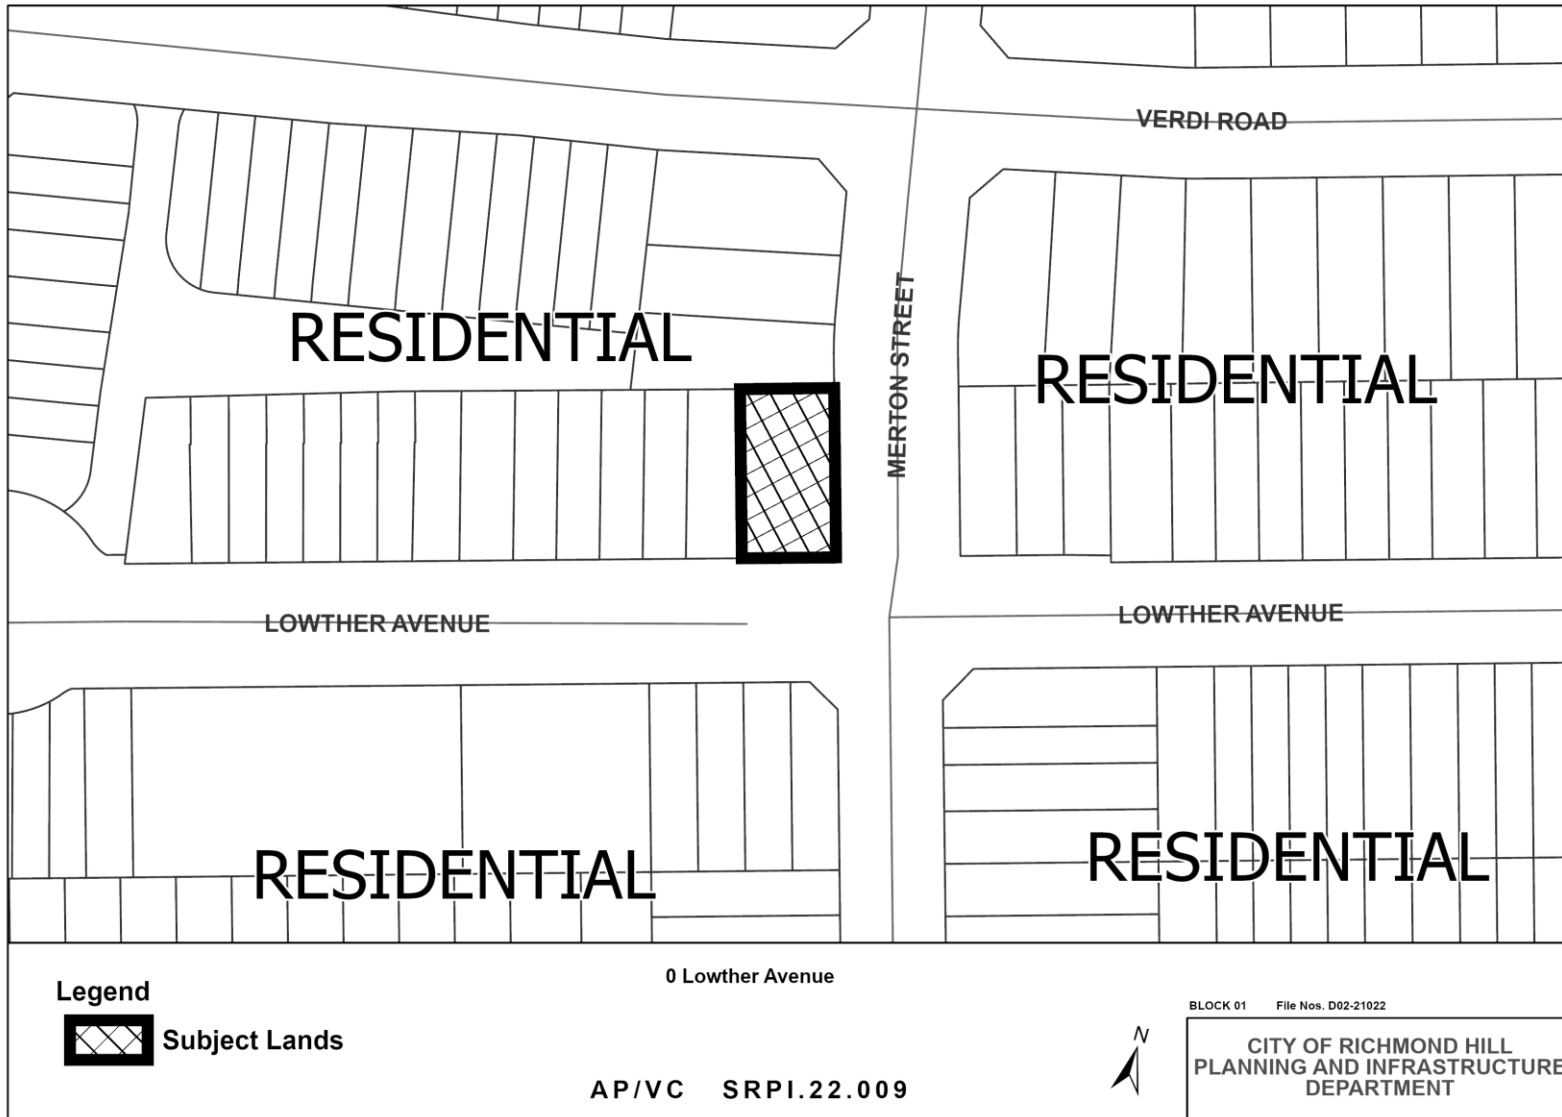 VERDI ROAD
MERTON STREET
RESIDENTIAL
RESIDENTIAL
LOWTHER AVENUE
LOWTHER AVENUE
RESIDENTIAL
RESIDENTIAL
0 Lowther Avenue
Legend
Subject Lands
AP/VC SRPI.22.009
N
BLOCK 01 File Nos. D02-21022
CITY OF RICHMOND HILL
PLANNING AND INFRASTRUCTURE
DEPARTMENT